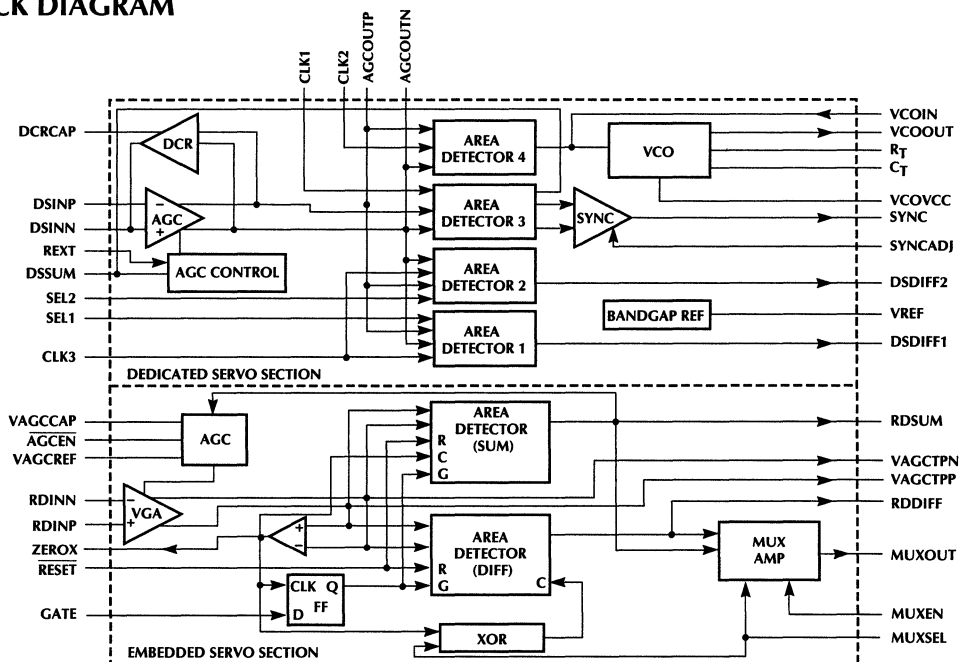 CK DIAGRAM
CLK1
CLK2
AGCOUTP
AGCOUTN
DCRCAP
DSINP
DSINN
REXT
DSSUM
SEL2
SEL1
CLK3
DCR
−
AGC
+
AGC CONTROL
AREA
DETECTOR 4
AREA
DETECTOR 3
AREA
DETECTOR 2
AREA
DETECTOR 1
VCO
SYNC
BANDGAP REF
VCOIN
VCOOUT
RT
CT
VCOVCC
SYNC
SYNCADJ
DSDIFF2
VREF
DSDIFF1
DEDICATED SERVO SECTION
VAGCCAP
AGCEN
VAGCREF
RDINN
RDINP
ZEROX
RESET
GATE
AGC
−
VGA
+
+
−
CLK Q
FF
D
AREA
DETECTOR
(SUM)
R
C
G
AREA
DETECTOR
(DIFF)
R
G
C
XOR
MUX
AMP
RDSUM
VAGCTPN
VAGCTPP
RDDIFF
MUXOUT
MUXEN
MUXSEL
EMBEDDED SERVO SECTION